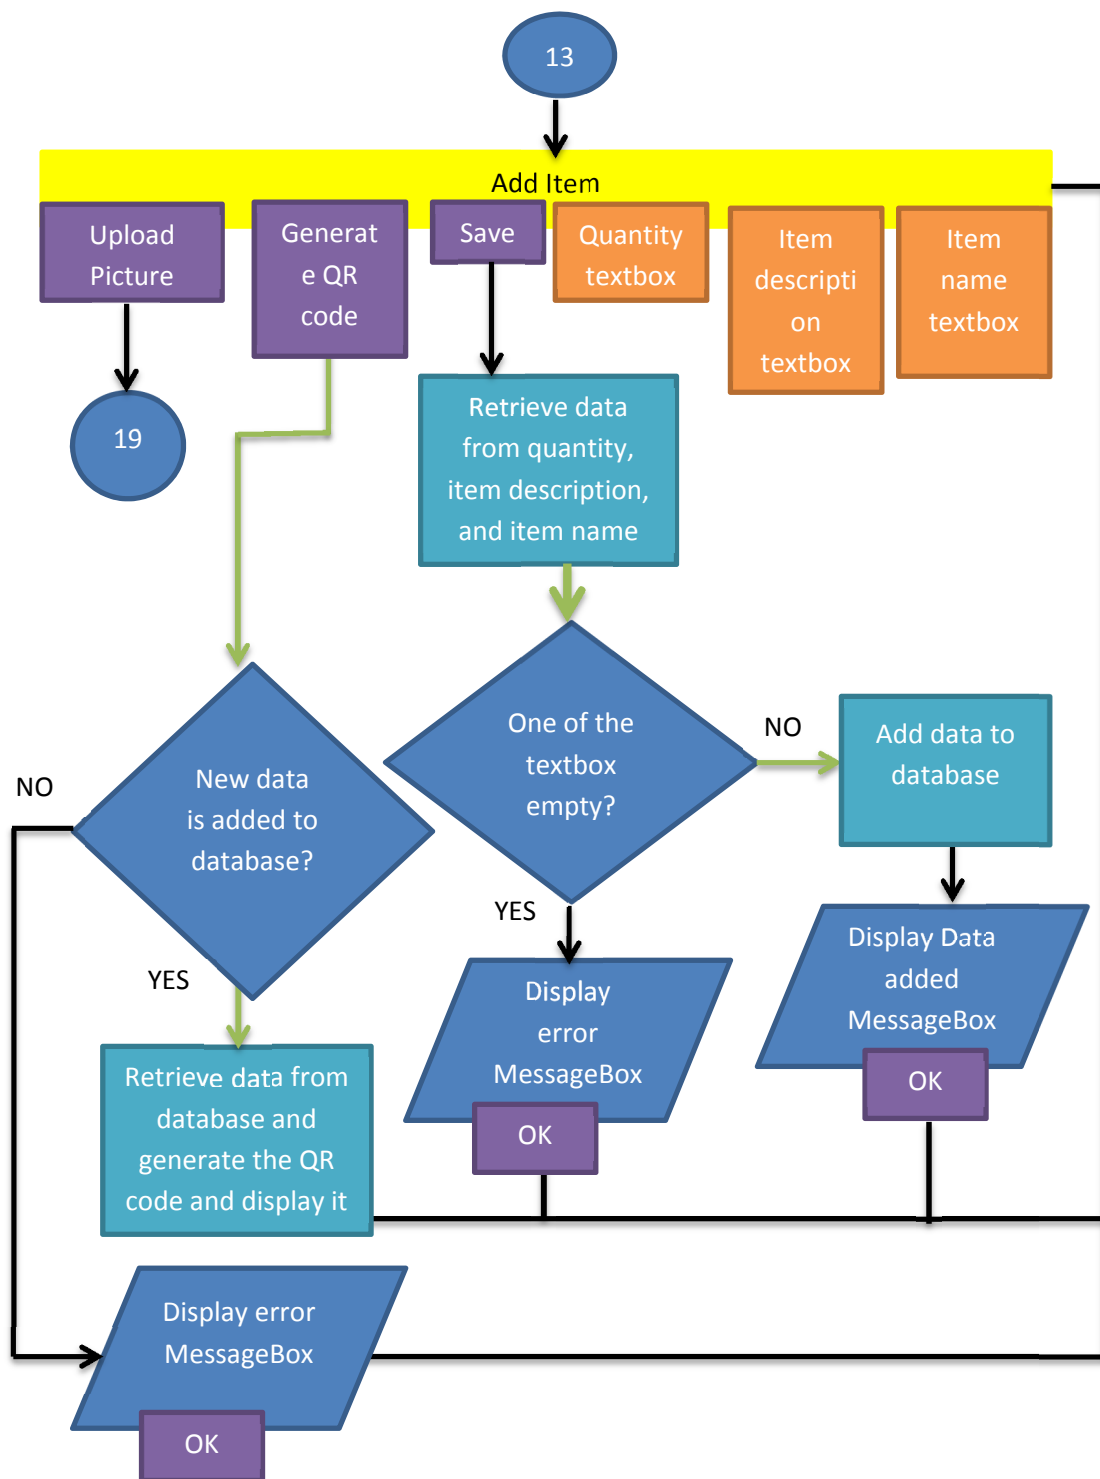 13
Add Item
Upload
Picture
Generat
e QR
code
Save
Quantity
textbox
Item
descripti
on
textbox
Item
name
textbox
19
Retrieve data
from quantity,
item description,
and item name
One of the
textbox
empty?
NO
Add data to
database
NO
New data
is added to
database?
YES
YES
Display
error
MessageBox
OK
Display Data
added
MessageBox
OK
Retrieve data from
database and
generate the QR
code and display it
Display error
MessageBox
OK